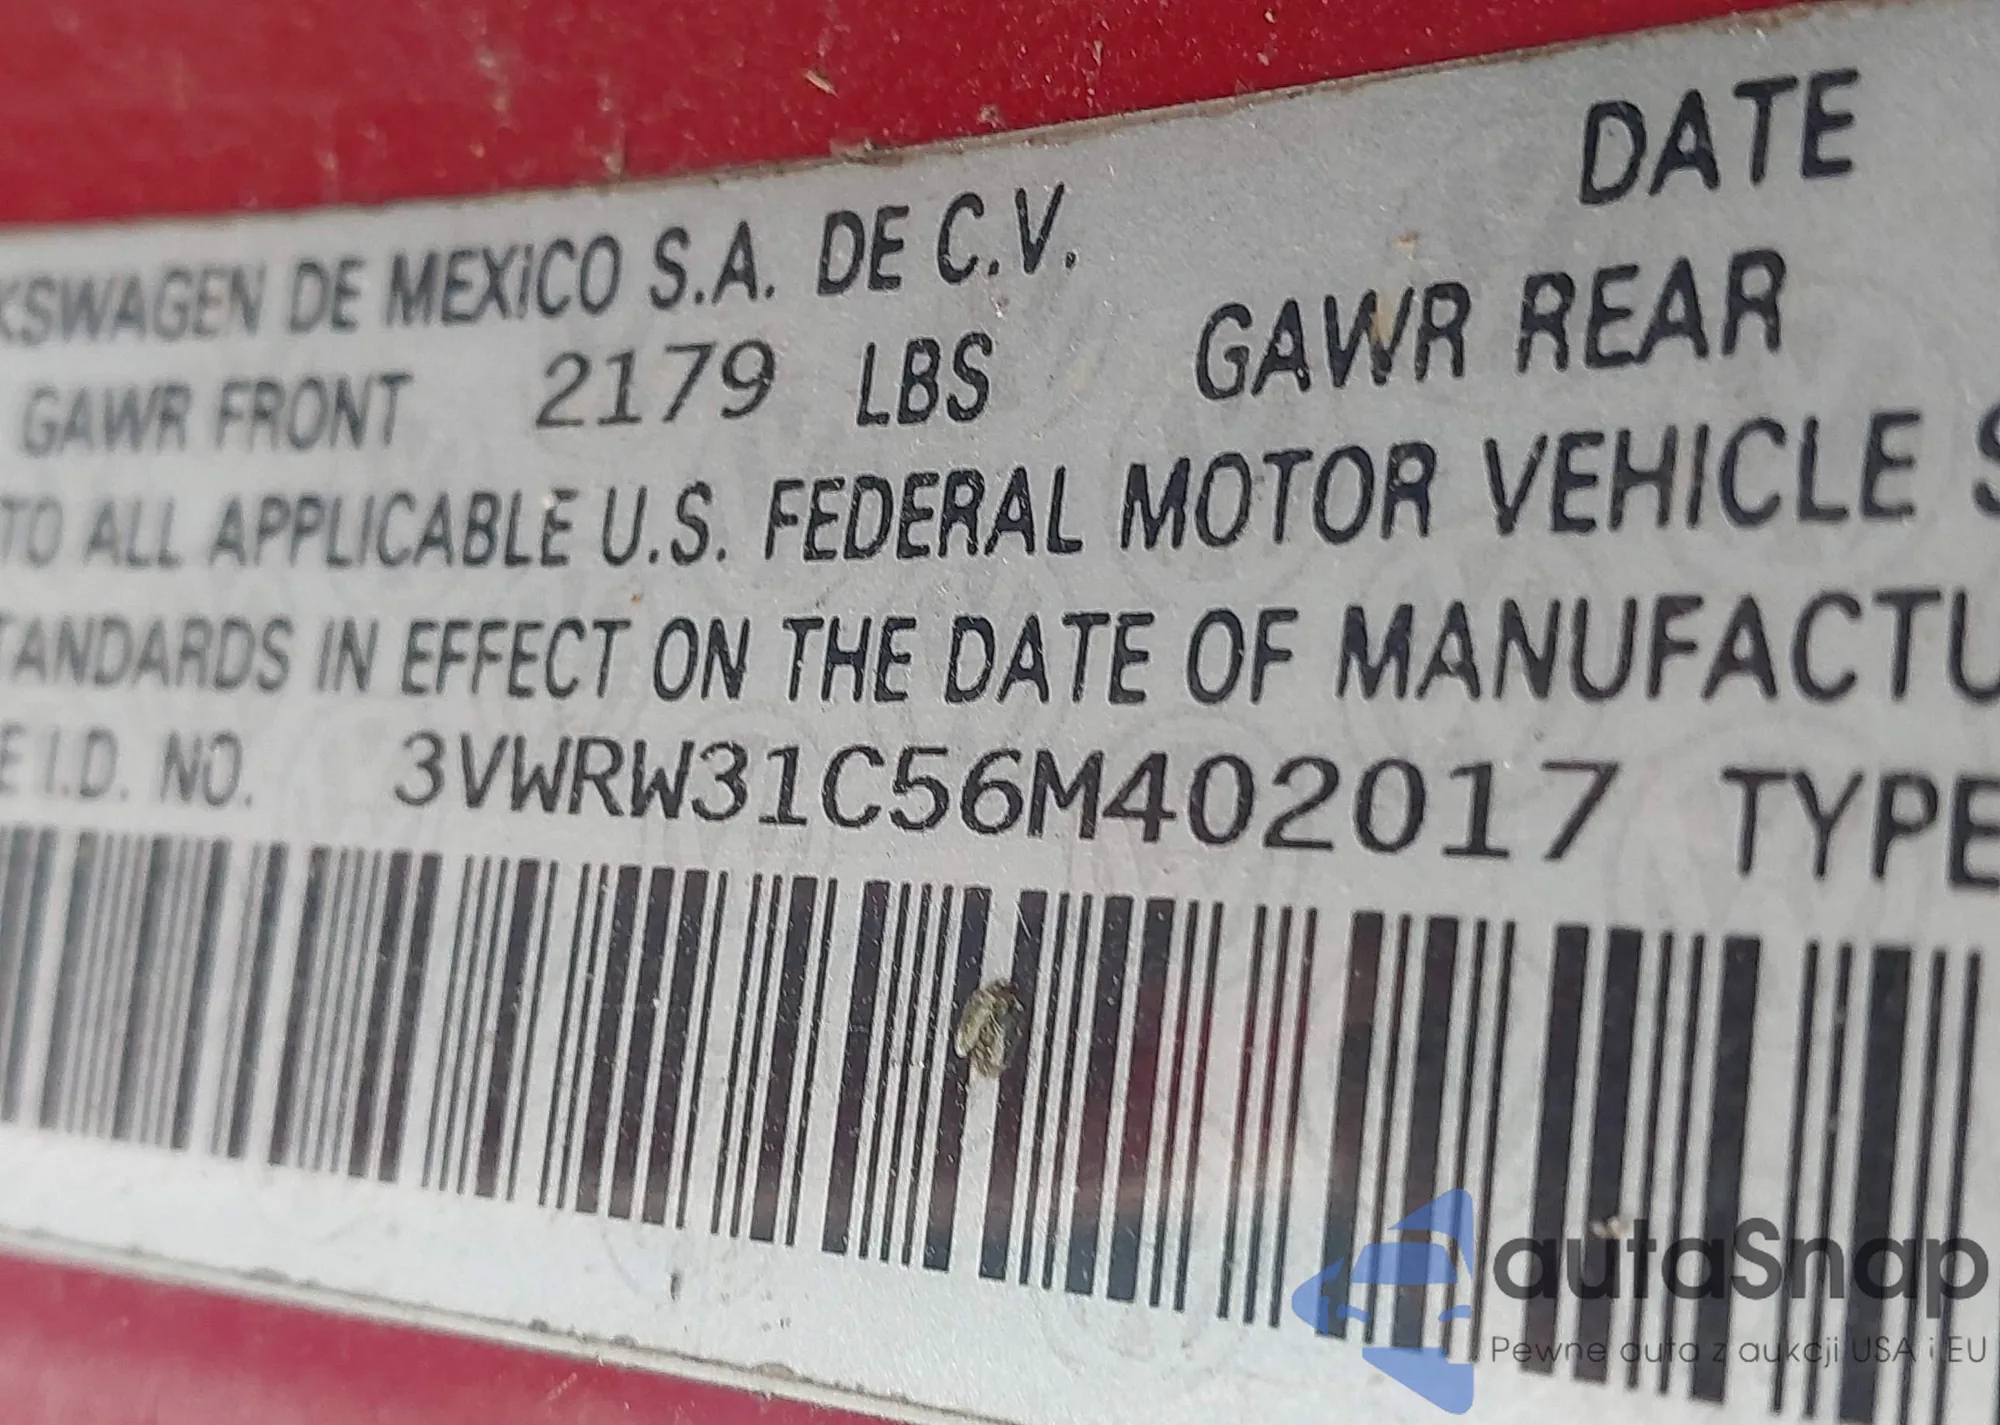 KSWAGEN DE MEXICO S.A. DE C.V. DATE
GAWR FRONT 2179 LBS GAWR REAR
TO ALL APPLICABLE U.S. FEDERAL MOTOR VEHICLE S
TANDARDS IN EFFECT ON THE DATE OF MANUFACTU
E I.D. NO. 3VWRW31C56M402017 TYPE
autaSnap
Pewne auta z aukcji USA i EU